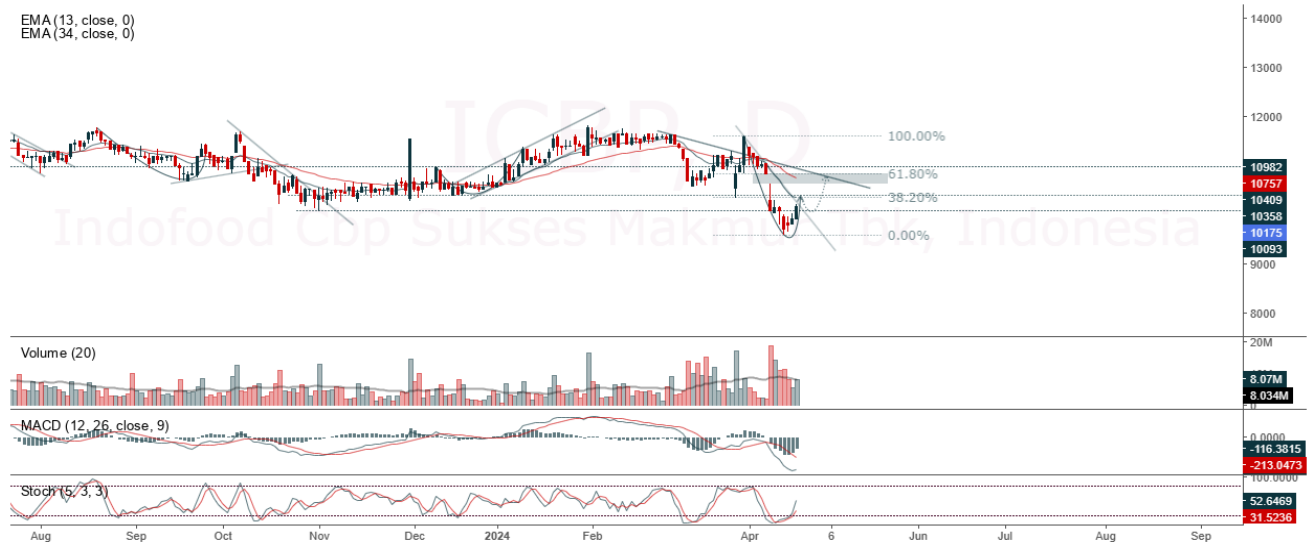 EMA (13, close, 0)
EMA (34, close, 0)
ICBP, D
Indofood Cbp Sukses Makmur Tbk, Indonesia
100.00%
61.80%
38.20%
0.00%
14000
13000
12000
10982
10757
10409
10358
10175
10093
9000
8000
Volume (20)
20M
8.07M
8.034M
0
MACD (12, 26, close, 9)
0.0000
-116.3815
-213.0473
Stoch (5, 3, 3)
100.0000
52.6469
31.5236
Aug Sep Oct Nov Dec 2024 Feb Apr 6 Jun Jul Aug Sep